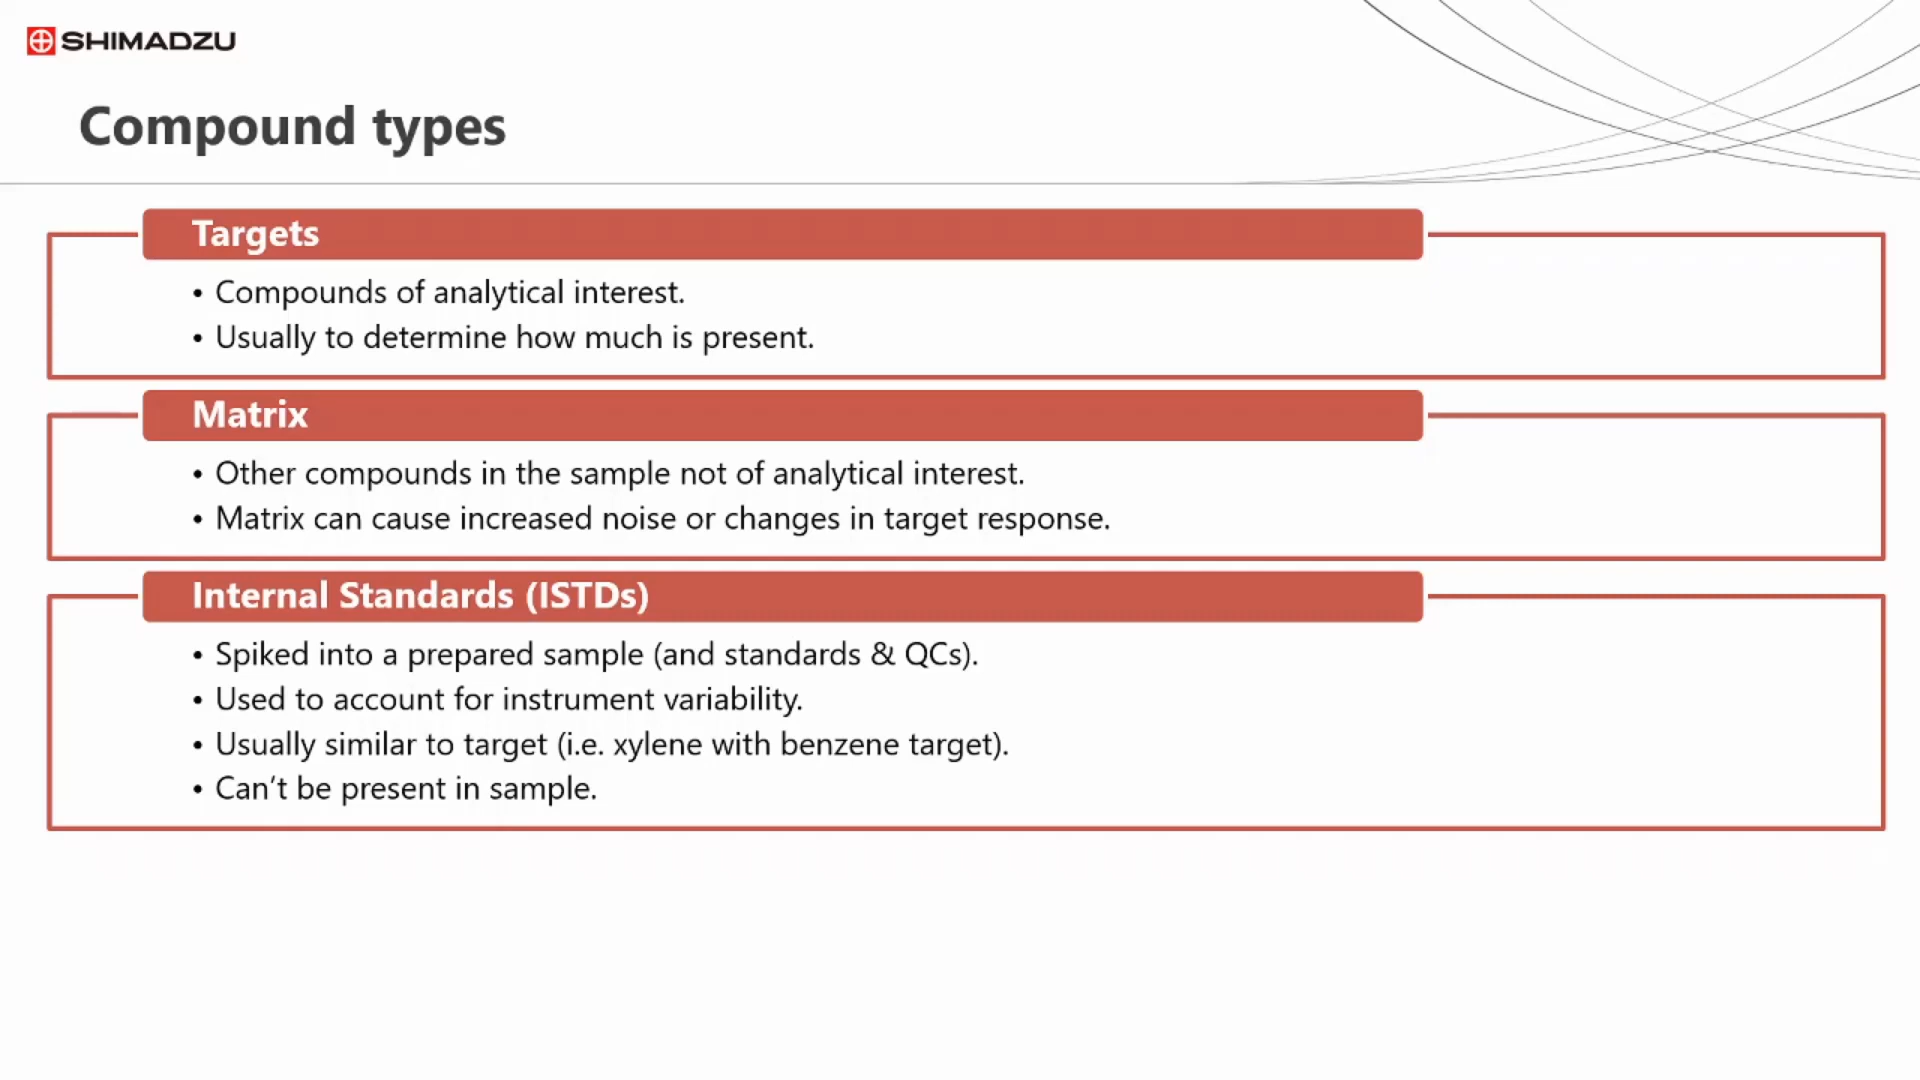 SHIMADZU
Compound types
Targets
• Compounds of analytical interest.
• Usually to determine how much is present.
Matrix
• Other compounds in the sample not of analytical interest.
• Matrix can cause increased noise or changes in target response.
Internal Standards (ISTDs)
• Spiked into a prepared sample (and standards & QCs).
• Used to account for instrument variability.
• Usually similar to target (i.e. xylene with benzene target).
• Can’t be present in sample.